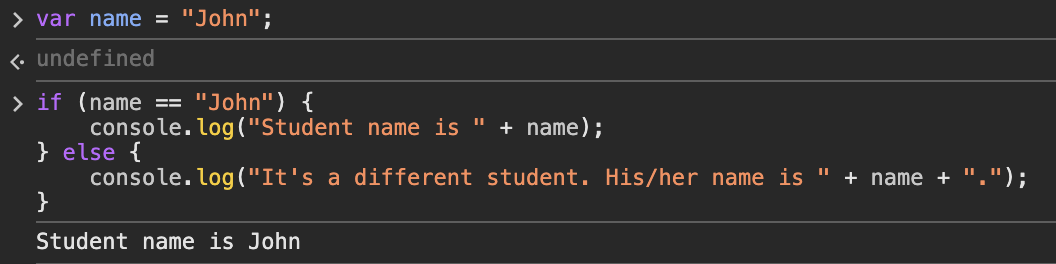 > var name = "John";
<· undefined
> if (name == "John") {
    console.log("Student name is " + name);
} else {
    console.log("It's a different student. His/her name is " + name + ".");
}
Student name is John